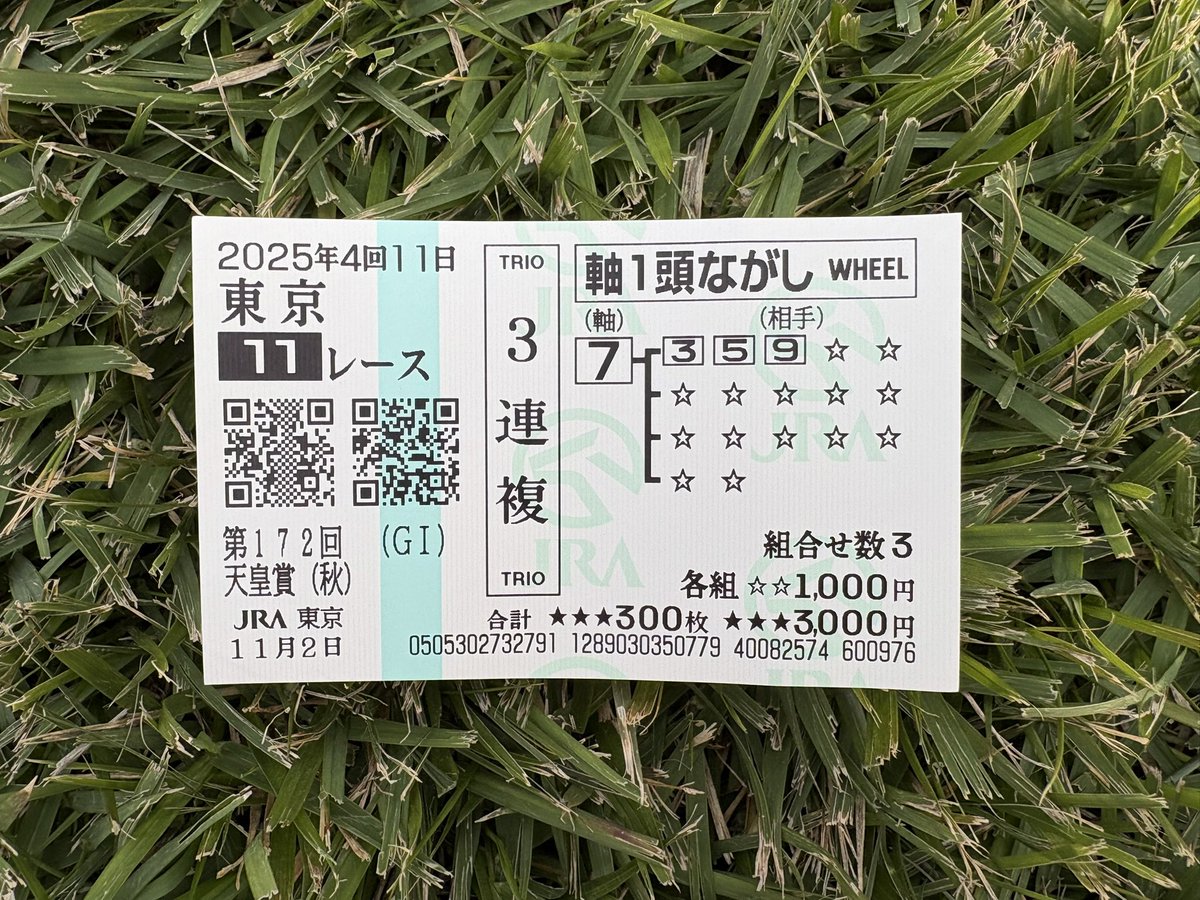 2025年4回11日
東京
11レース
第172回 (GI)
天皇賞(秋)
JRA 東京
11月2日
TRIO
3連複
TRIO
軸1頭ながし WHEEL
(軸) (相手)
7 3 5 9 ☆ ☆
☆ ☆ ☆ ☆ ☆
☆ ☆ ☆ ☆ ☆
☆ ☆
組合せ数3
各組 ☆☆1,000円
合計 ★★★300枚 ★★★3,000円
0505302732791 1289030350779 40082574 600976
JRA
JRA
JRA